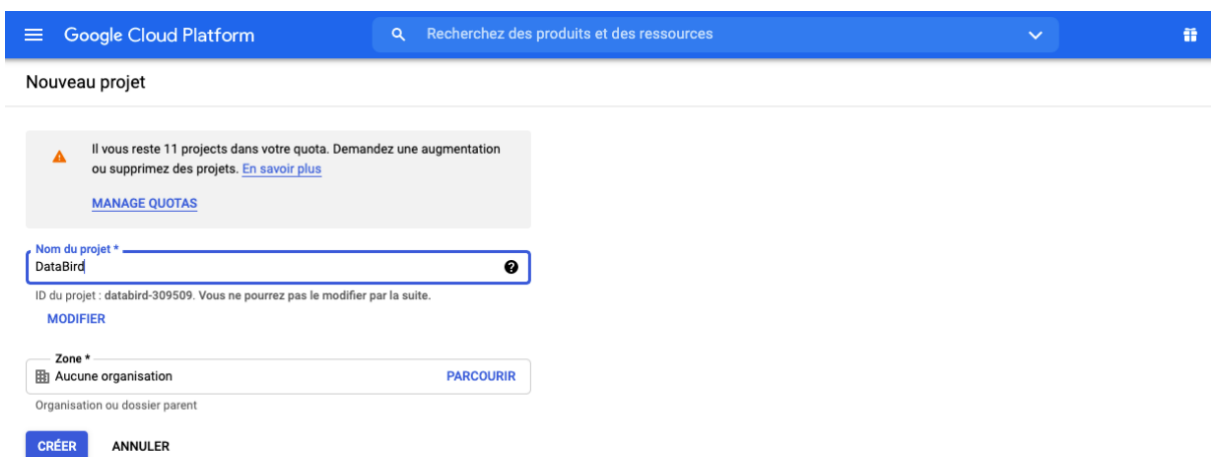 Google Cloud Platform
Recherchez des produits et des ressources
Nouveau projet
Il vous reste 11 projects dans votre quota. Demandez une augmentation
ou supprimez des projets. En savoir plus
MANAGE QUOTAS
Nom du projet *
DataBird
ID du projet : databird-309509. Vous ne pourrez pas le modifier par la suite.
MODIFIER
Zone *
Aucune organisation
PARCOURIR
Organisation ou dossier parent
CRÉER
ANNULER